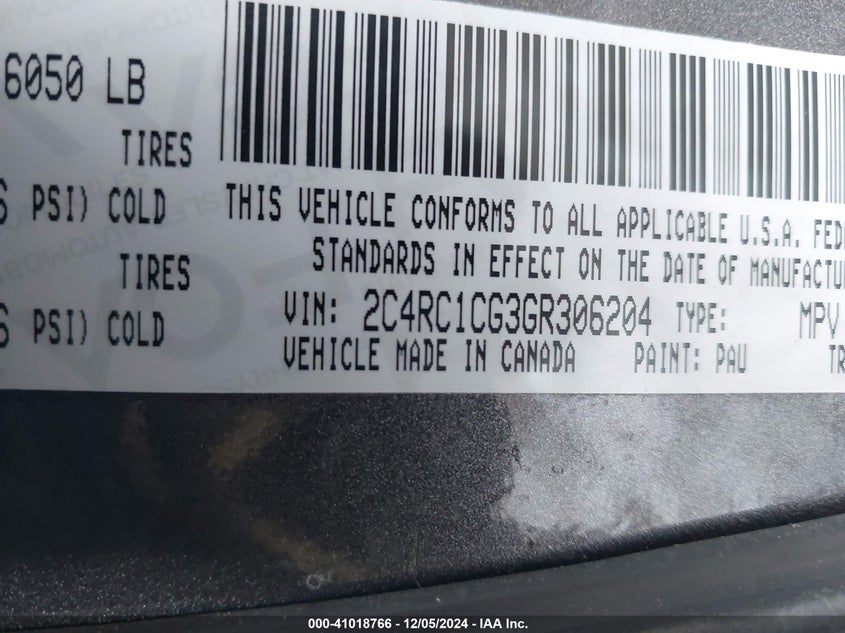 6050 LB
TIRES
PSI) COLD
TIRES
PSI) COLD
THIS VEHICLE CONFORMS TO ALL APPLICABLE U.S.A.
STANDARDS IN EFFECT ON THE DATE OF
VIN: 2C4RC1CG3GR306204 TYPE: MPV
VEHICLE MADE IN CANADA PAINT: PAU
000-41018766 - 12/05/2024 - IAA Inc.